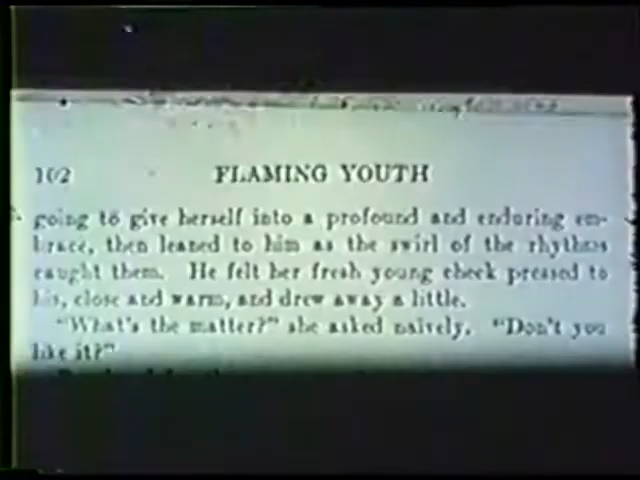 102 FLAMING YOUTH
going to give herself into a profound and enduring em-
brace, then leaned to him as the swirl of the rhythms
caught them. He felt her fresh young cheek pressed to
his, close and warm, and drew away a little.
"What's the matter?" she asked naïvely. "Don't you
like it?"